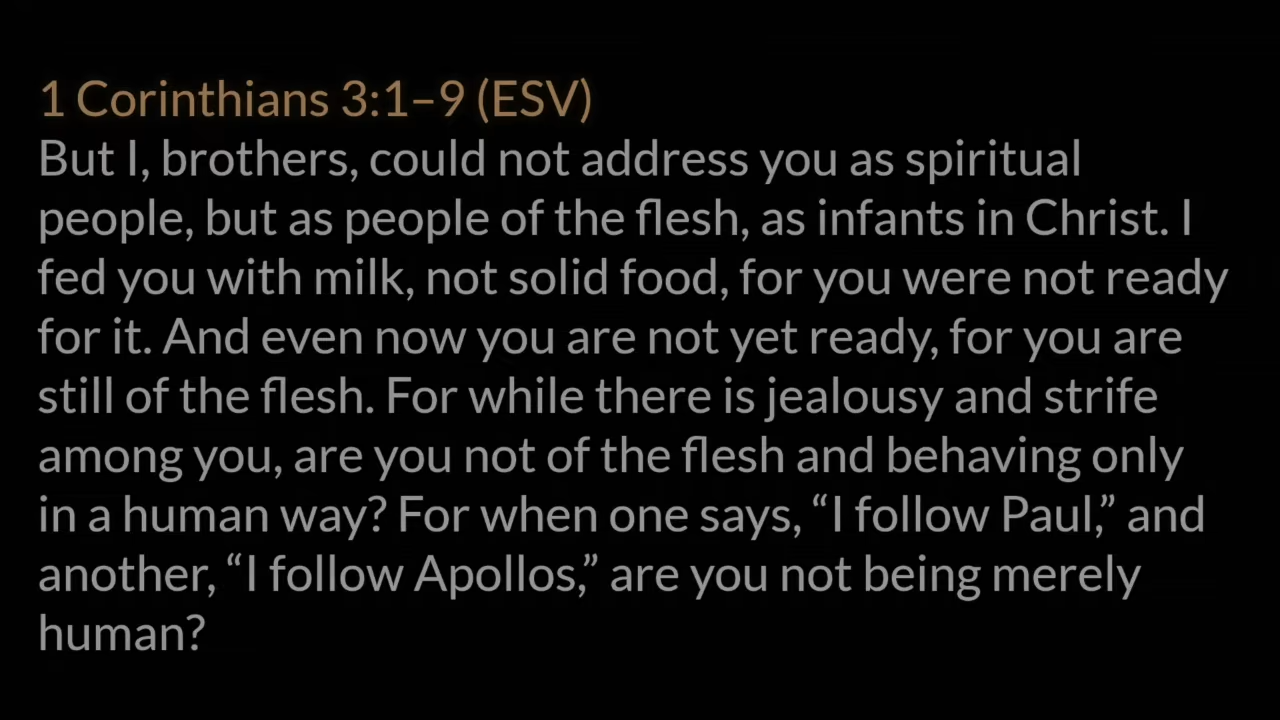 1 Corinthians 3:1–9 (ESV)
But I, brothers, could not address you as spiritual
people, but as people of the flesh, as infants in Christ. I
fed you with milk, not solid food, for you were not ready
for it. And even now you are not yet ready, for you are
still of the flesh. For while there is jealousy and strife
among you, are you not of the flesh and behaving only
in a human way? For when one says, “I follow Paul,” and
another, “I follow Apollos,” are you not being merely
human?